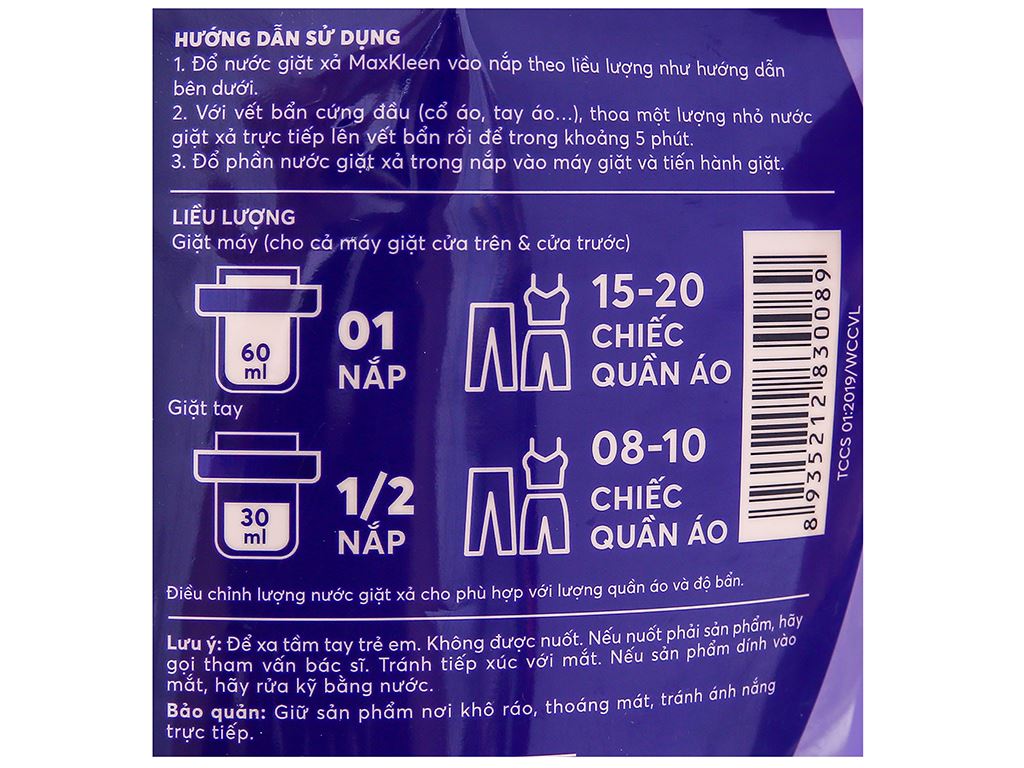 HƯỚNG DẪN SỬ DỤNG
1. Đổ nước giặt xả MaxKleen vào nắp theo liều lượng như hướng dẫn
bên dưới.
2. Với vết bẩn cứng đầu (cổ áo, tay áo...), thoa một lượng nhỏ nước
giặt xả trực tiếp lên vết bẩn rồi để trong khoảng 5 phút.
3. Đổ phần nước giặt xả trong nắp vào máy giặt và tiến hành giặt.
LIỀU LƯỢNG
Giặt máy (cho cả máy giặt cửa trên & cửa trước)
60
ml
01
NẮP
15-20
CHIẾC
QUẦN ÁO
Giặt tay
30
ml
1/2
NẮP
08-10
CHIẾC
QUẦN ÁO
8 935212 830089
TCCS 01:2019/WCCVL
Điều chỉnh lượng nước giặt xả cho phù hợp với lượng quần áo và độ bẩn.
Lưu ý: Để xa tầm tay trẻ em. Không được nuốt. Nếu nuốt phải sản phẩm, hãy
gọi tham vấn bác sĩ. Tránh tiếp xúc với mắt. Nếu sản phẩm dính vào
mắt, hãy rửa kỹ bằng nước.
Bảo quản: Giữ sản phẩm nơi khô ráo, thoáng mát, tránh ánh nắng
trực tiếp.